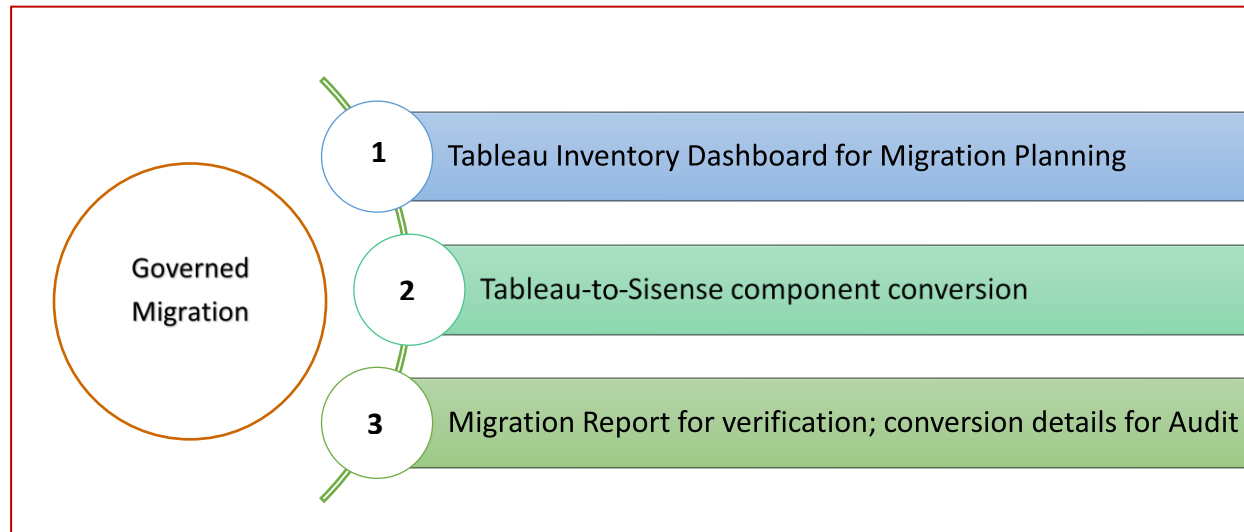 Governed
Migration
1
Tableau Inventory Dashboard for Migration Planning
2
Tableau-to-Sisense component conversion
3
Migration Report for verification; conversion details for Audit